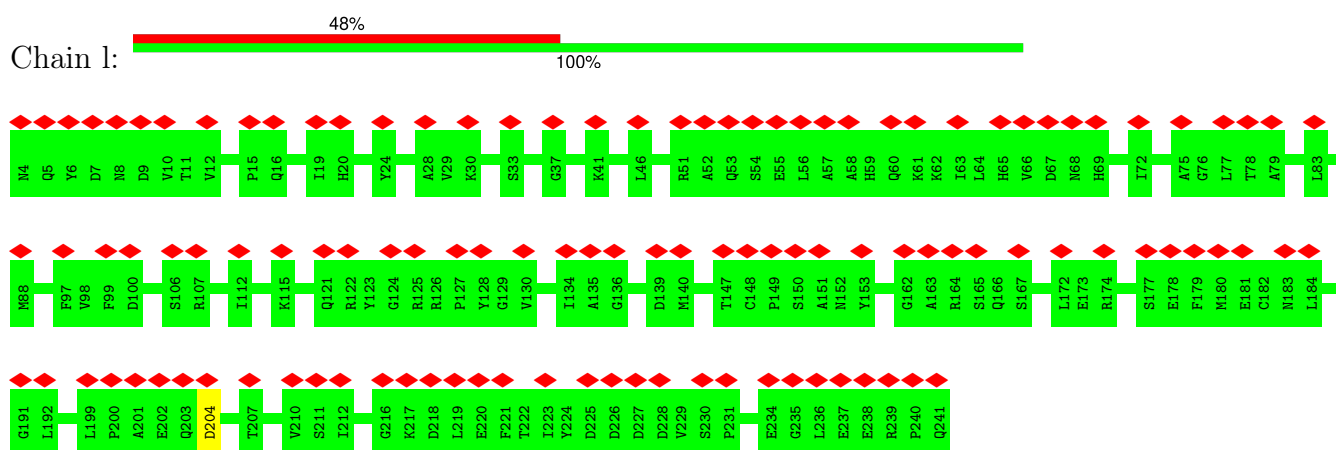 48%
Chain l:
100%
N4 Q5 Y6 D7 N8 D9 V10 T11 V12 P15 Q16 I19 H20 Y24 A28 V29 K30 S33 G37 K41 L46 R51 A52 Q53 S54 E55 L56 A57 A58 H59 Q60 K61 K62 I63 L64 H65 V66 D67 N68 H69 I72 A75 G76 L77 T78 A79 L83
M88 F97 V98 F99 D100 S106 R107 I112 K115 Q121 R122 Y123 G124 R125 R126 P127 Y128 G129 V130 I134 A135 G136 D139 M140 T147 C148 P149 S150 A151 N152 Y153 G162 A163 R164 S165 Q166 S167 L172 E173 R174 S177 E178 F179 M180 E181 C182 N183 L184
G191 L192 L199 P200 A201 E202 Q203 D204 T207 V210 S211 I212 G216 K217 D218 L219 E220 F221 T222 I223 Y224 D225 D226 D227 D228 V229 S230 P231 E234 G235 L236 E237 E238 R239 P240 Q241